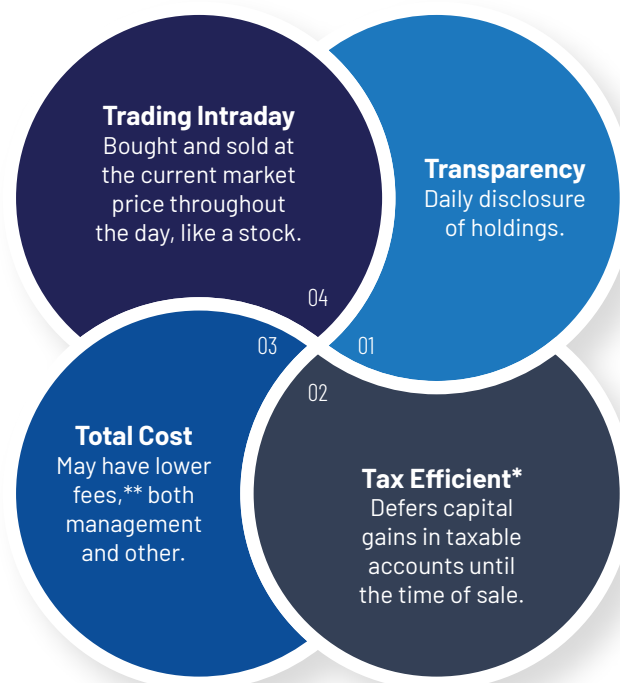 Trading Intraday
Bought and sold at
the current market
price throughout
the day, like a stock.
04
Transparency
Daily disclosure
of holdings.
01
03
Total Cost
May have lower
fees,** both
management
and other.
02
Tax Efficient*
Defers capital
gains in taxable
accounts until
the time of sale.